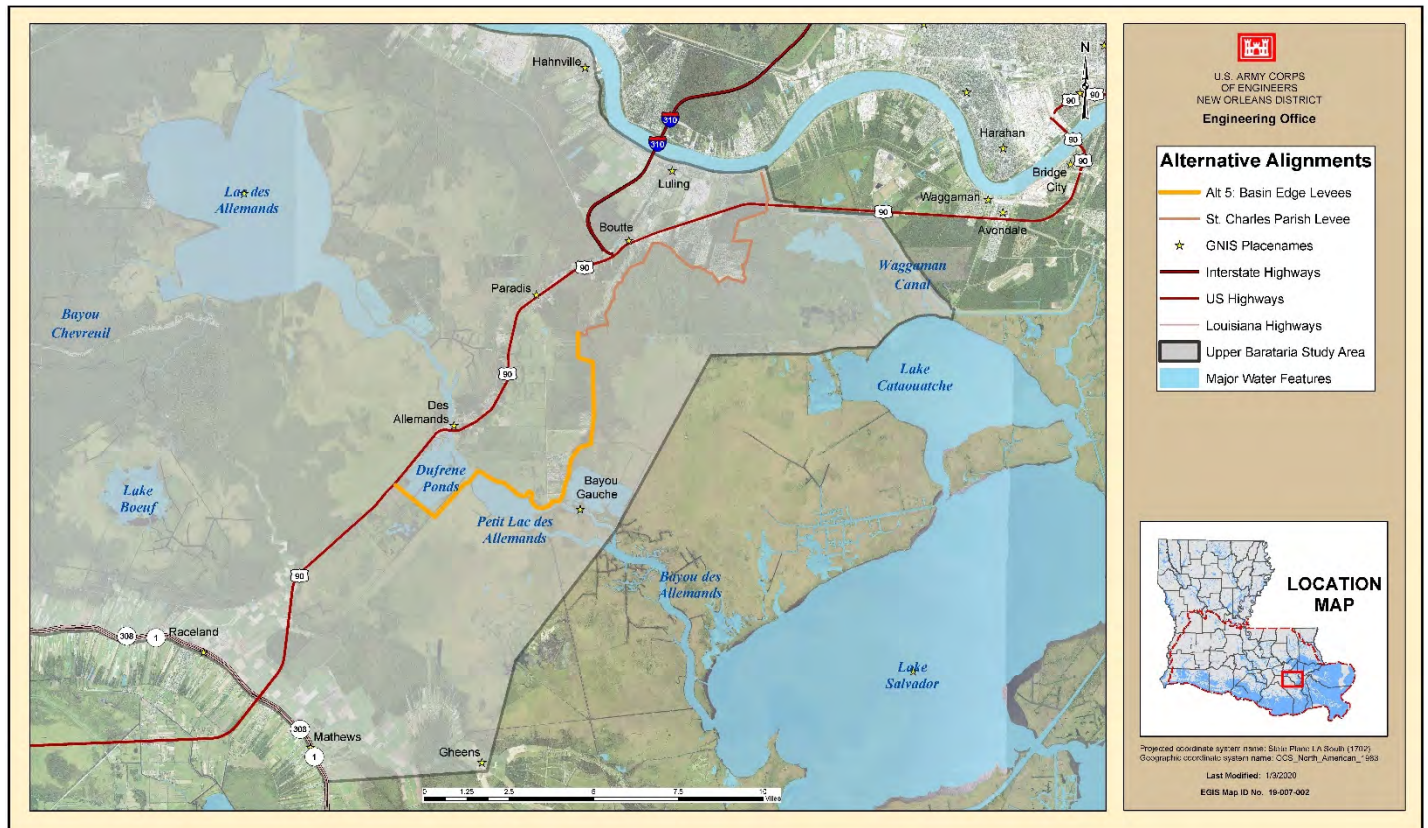 Hahnville
N
90
90
310
Harahan
310
90
Lac des
Allemands
Luling
Bridge
City
90
Waggaman
90
Avondale
Boutte
90
Waggaman
Canal
Paradis
Bayou
Chevreuil
90
Lake
Cataouatche
Des
Allemands
Dufrene
Ponds
Bayou
Gauche
Lake
Boeuf
Petit Lac des
Allemands
90
Bayou des
Allemands
308
1
Raceland
Lake
Salvador
308
Mathews
1
Gheens
0 1.25 2.5 5 7.5 10
Miles
U.S. ARMY CORPS
OF ENGINEERS
NEW ORLEANS DISTRICT
Engineering Office
Alternative Alignments
Alt 5: Basin Edge Levees
St. Charles Parish Levee
GNIS Placenames
Interstate Highways
US Highways
Louisiana Highways
Upper Barataria Study Area
Major Water Features
LOCATION
MAP
Projected coordinate system name: State Plane LA South (1702)
Geographic coordinate system name: GCS_North_American_1983
Last Modified: 1/3/2020
EGIS Map ID No. 19-007-002